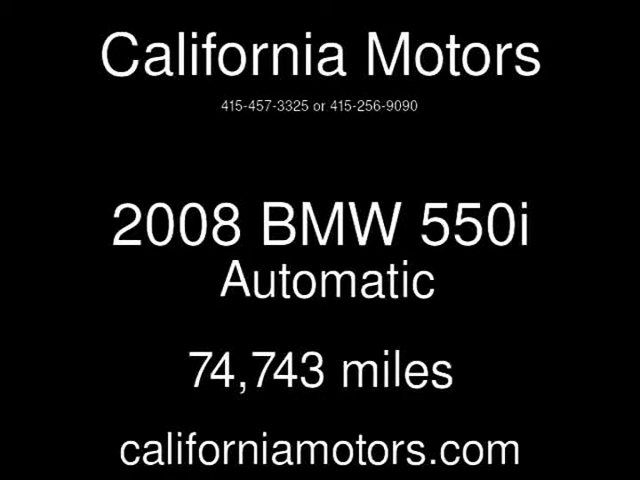 California Motors
415-457-3325 or 415-256-9090
2008 BMW 550i
Automatic
74,743 miles
californiamotors.com